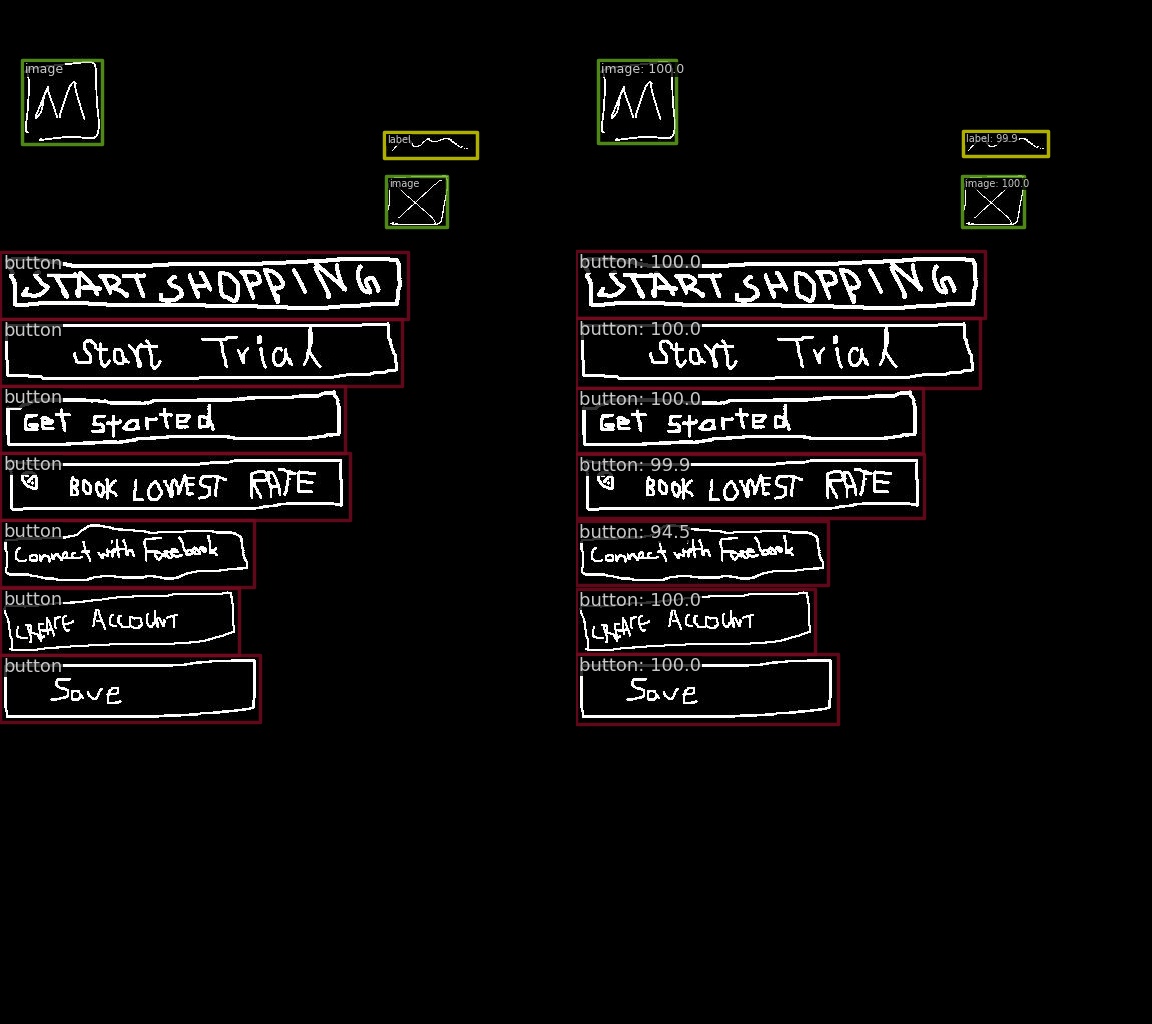 image image: 100.0
M M
label label: 99.9
image image: 100.0
button button: 100.0
START SHOPPING START SHOPPING
button button: 100.0
Start Trial Start Trial
button button: 100.0
Get Started Get Started
button button: 99.9
BOOK LOWEST RATE BOOK LOWEST RATE
button button: 94.5
Connect with Facebook Connect with Facebook
button button: 100.0
CREATE ACCOUNT CREATE ACCOUNT
button button: 100.0
Save Save